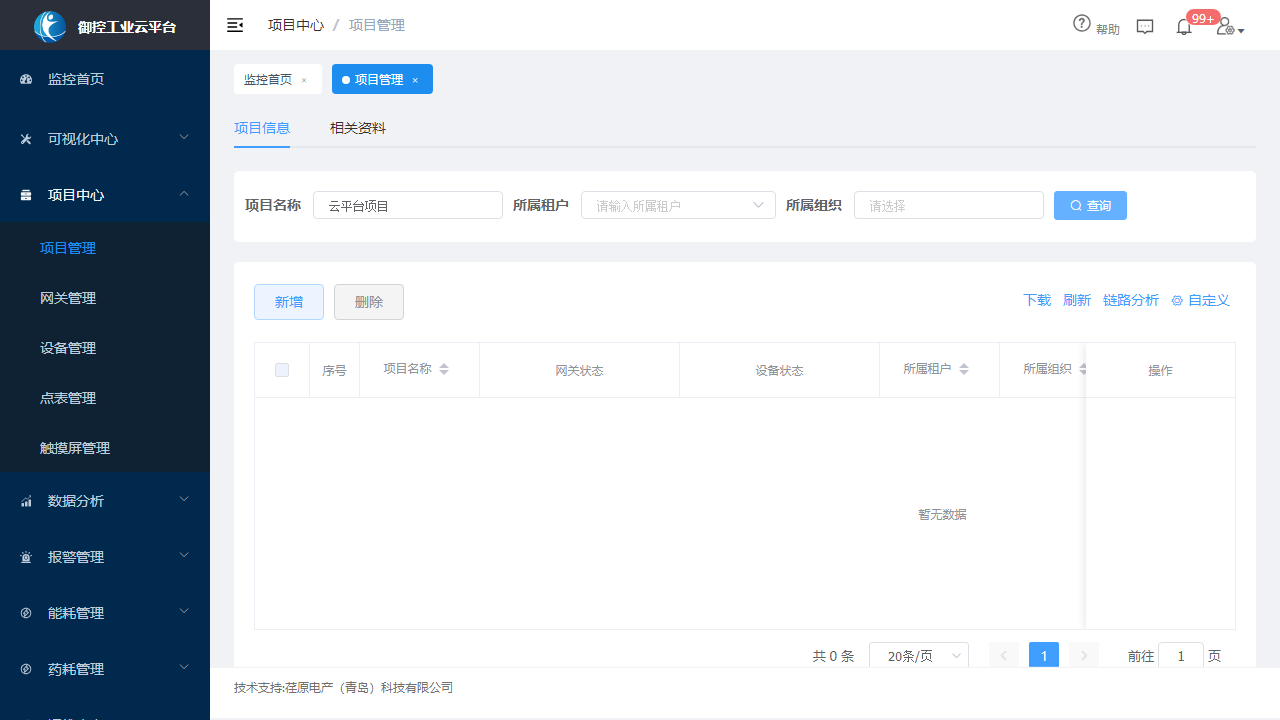 御控工业云平台
项目中心 / 项目管理
帮助
99+
监控首页
可视化中心
项目中心
项目管理
网关管理
设备管理
点表管理
触摸屏管理
数据分析
报警管理
能耗管理
药耗管理
监控首页 ×
项目管理 ×
项目信息 相关资料
项目名称 云平台项目 所属租户 请输入所属租户 所属组织 请选择 查询
新增 删除 下载 刷新 链路分析 自定义
序号 项目名称 网关状态 设备状态 所属租户 所属组织 操作
暂无数据
共 0 条 20条/页 1 前往 1 页
技术支持:荏原电产（青岛）科技有限公司